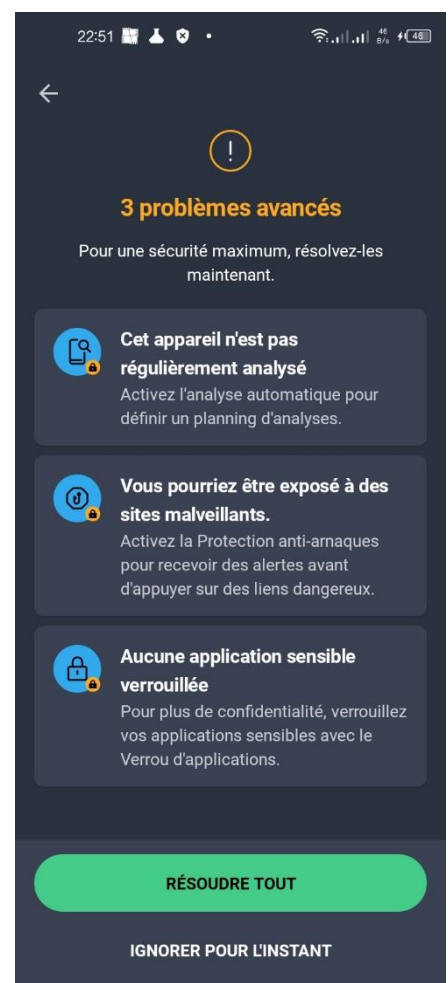 22:51
46
B/s
46
3 problèmes avancés
Pour une sécurité maximum, résolvez-les
maintenant.
Cet appareil n'est pas
régulièrement analysé
Activez l'analyse automatique pour
définir un planning d'analyses.
Vous pourriez être exposé à des
sites malveillants.
Activez la Protection anti-arnaques
pour recevoir des alertes avant
d'appuyer sur des liens dangereux.
Aucune application sensible
verrouillée
Pour plus de confidentialité, verrouillez
vos applications sensibles avec le
Verrou d'applications.
RÉSOUDRE TOUT
IGNORER POUR L'INSTANT